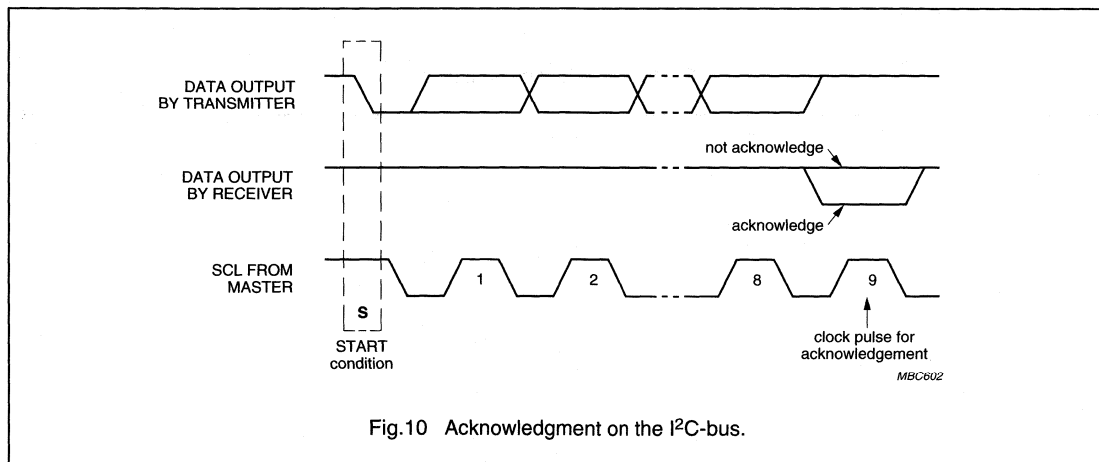 DATA OUTPUT
BY TRANSMITTER
not acknowledge
DATA OUTPUT
BY RECEIVER
acknowledge
SCL FROM
MASTER
1
2
8
9
S
START
condition
clock pulse for
acknowledgement
MBC602
Fig.10 Acknowledgment on the I²C-bus.